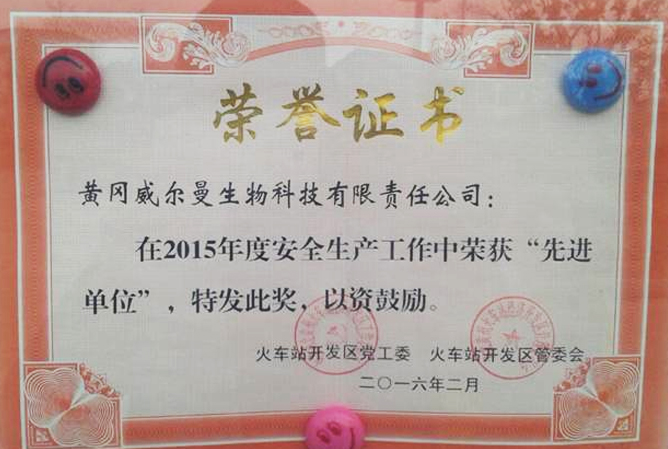 荣誉证书
黄冈威尔曼生物科技有限责任公司：
在2015年度安全生产工作中荣获“先进
单位”，特发此奖，以资鼓励。
火车站开发区党工委 火车站开发区管委会
二〇一六年二月